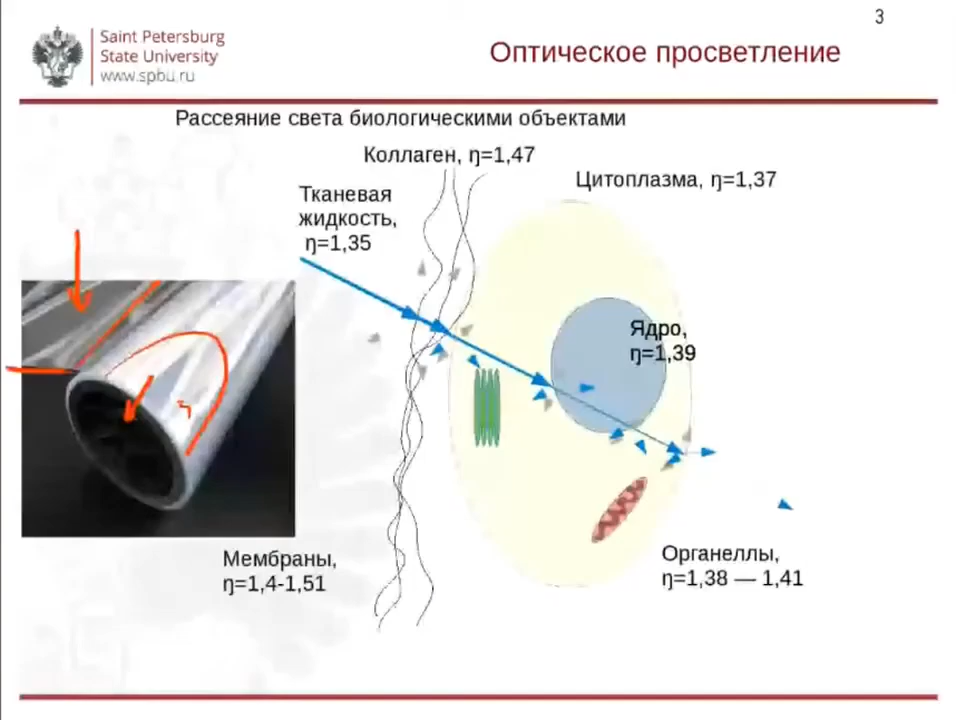 3
Saint Petersburg
State University
www.spbu.ru
Оптическое просветление
Рассеяние света биологическими объектами
Коллаген, ŋ=1,47
Цитоплазма, ŋ=1,37
Тканевая
жидкость,
ŋ=1,35
Ядро,
ŋ=1,39
Мембраны,
ŋ=1,4-1,51
Органеллы,
ŋ=1,38 — 1,41